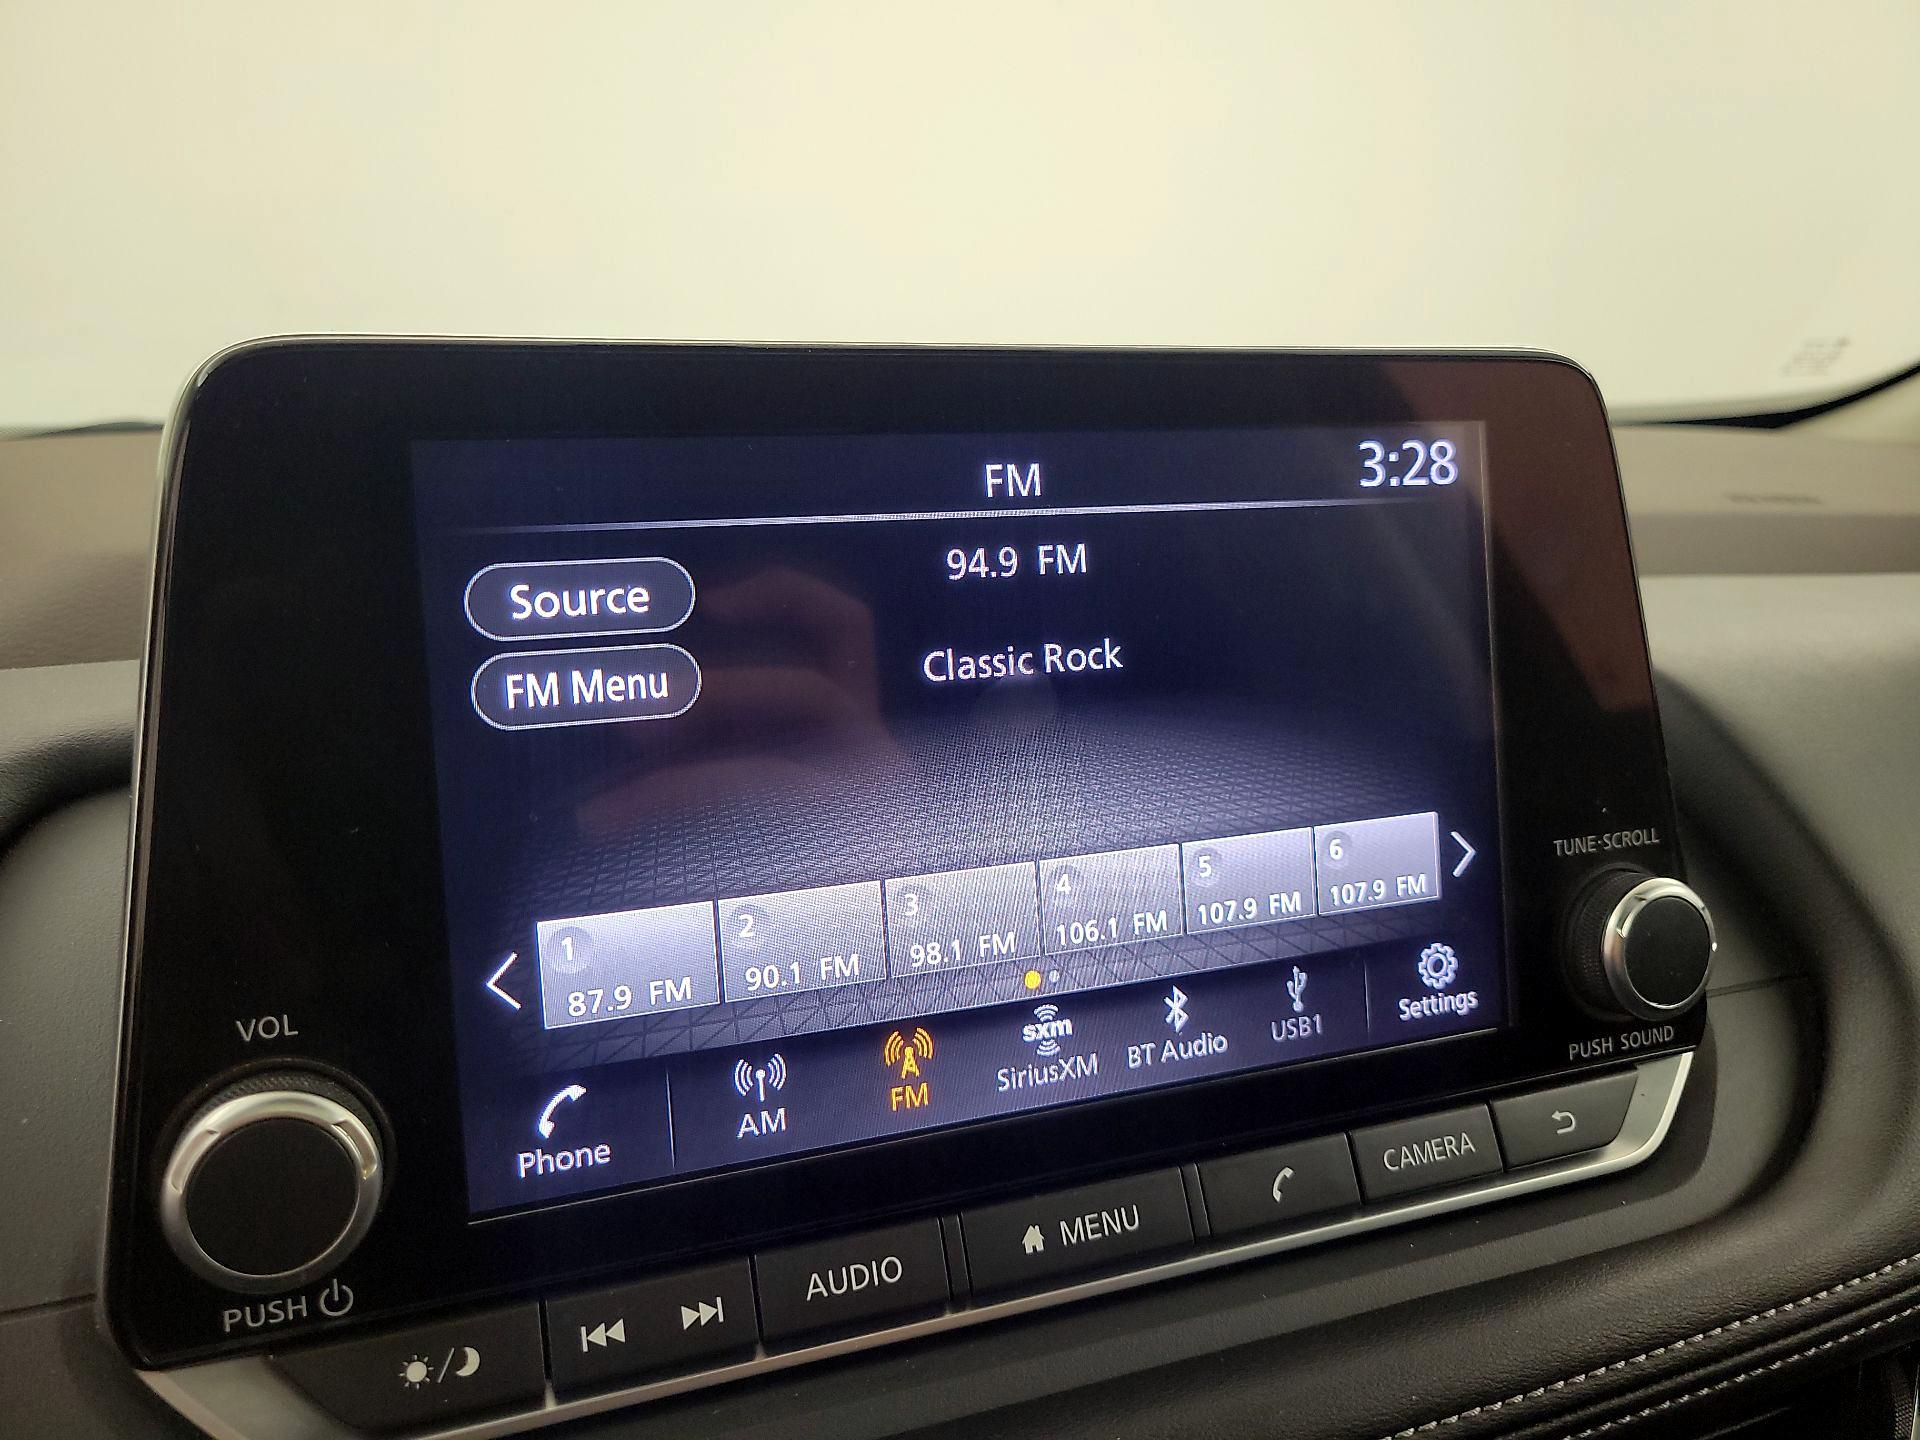 FM
3:28
94.9 FM
Source
Classic Rock
FM Menu
1
2
3
4
5
6
87.9 FM
90.1 FM
98.1 FM
106.1 FM
107.9 FM
107.9 FM
Phone
AM
FM
sxm
SiriusXM
BT Audio
USB1
Settings
VOL
PUSH
TUNE·SCROLL
PUSH SOUND
AUDIO
MENU
CAMERA